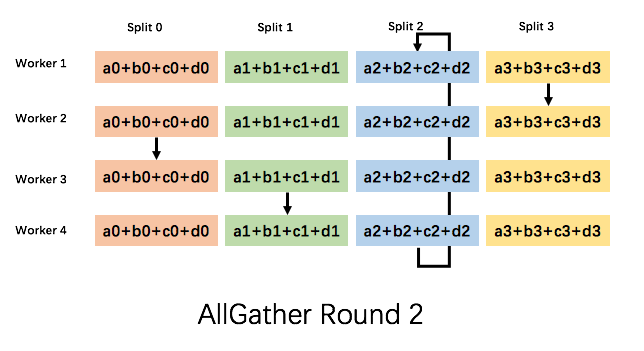 Split 0 Split 1 Split 2 Split 3
Worker 1 a0+b0+c0+d0 a1+b1+c1+d1 a2+b2+c2+d2 a3+b3+c3+d3
Worker 2 a0+b0+c0+d0 a1+b1+c1+d1 a2+b2+c2+d2 a3+b3+c3+d3
Worker 3 a0+b0+c0+d0 a1+b1+c1+d1 a2+b2+c2+d2 a3+b3+c3+d3
Worker 4 a0+b0+c0+d0 a1+b1+c1+d1 a2+b2+c2+d2 a3+b3+c3+d3
AllGather Round 2